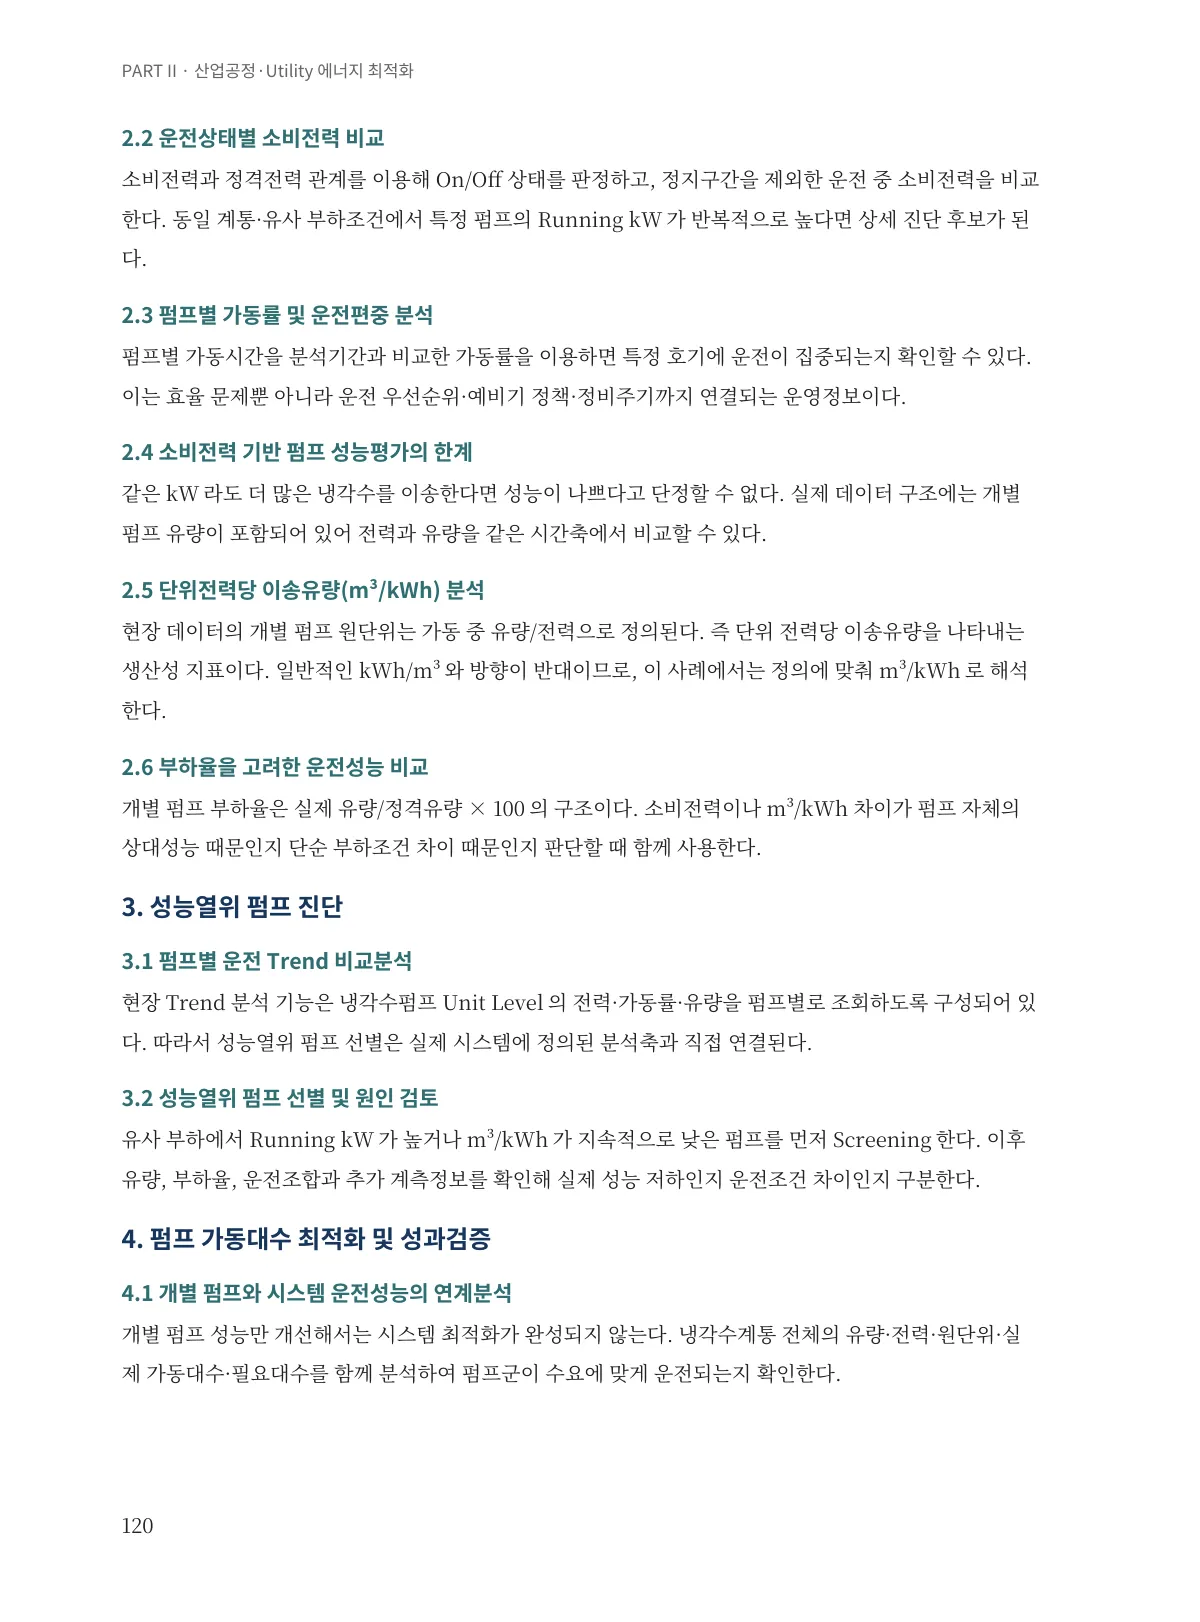 PART II · 산업공정·Utility 에너지 최적화
2.2 운전상태별 소비전력 비교
소비전력과 정격전력 관계를 이용해 On/Off 상태를 판정하고, 정지구간을 제외한 운전 중 소비전력을 비교
한다. 동일 계통·유사 부하조건에서 특정 펌프의 Running kW 가 반복적으로 높다면 상세 진단 후보가 된
다.
2.3 펌프별 가동률 및 운전편중 분석
펌프별 가동시간을 분석기간과 비교한 가동률을 이용하면 특정 호기에 운전이 집중되는지 확인할 수 있다.
이는 효율 문제뿐 아니라 운전 우선순위·예비기 정책·정비주기까지 연결되는 운영정보이다.
2.4 소비전력 기반 펌프 성능평가의 한계
같은 kW 라도 더 많은 냉각수를 이송한다면 성능이 나쁘다고 단정할 수 없다. 실제 데이터 구조에는 개별
펌프 유량이 포함되어 있어 전력과 유량을 같은 시간축에서 비교할 수 있다.
2.5 단위전력당 이송유량(m³/kWh) 분석
현장 데이터의 개별 펌프 원단위는 가동 중 유량/전력으로 정의된다. 즉 단위 전력당 이송유량을 나타내는
생산성 지표이다. 일반적인 kWh/m³ 와 방향이 반대이므로, 이 사례에서는 정의에 맞춰 m³/kWh 로 해석
한다.
2.6 부하율을 고려한 운전성능 비교
개별 펌프 부하율은 실제 유량/정격유량 × 100 의 구조이다. 소비전력이나 m³/kWh 차이가 펌프 자체의
상대성능 때문인지 단순 부하조건 차이 때문인지 판단할 때 함께 사용한다.
3. 성능열위 펌프 진단
3.1 펌프별 운전 Trend 비교분석
현장 Trend 분석 기능은 냉각수펌프 Unit Level 의 전력·가동률·유량을 펌프별로 조회하도록 구성되어 있
다. 따라서 성능열위 펌프 선별은 실제 시스템에 정의된 분석축과 직접 연결된다.
3.2 성능열위 펌프 선별 및 원인 검토
유사 부하에서 Running kW 가 높거나 m³/kWh 가 지속적으로 낮은 펌프를 먼저 Screening 한다. 이후
유량, 부하율, 운전조합과 추가 계측정보를 확인해 실제 성능 저하인지 운전조건 차이인지 구분한다.
4. 펌프 가동대수 최적화 및 성과검증
4.1 개별 펌프와 시스템 운전성능의 연계분석
개별 펌프 성능만 개선해서는 시스템 최적화가 완성되지 않는다. 냉각수계통 전체의 유량·전력·원단위·실
제 가동대수·필요대수를 함께 분석하여 펌프군이 수요에 맞게 운전되는지 확인한다.
120